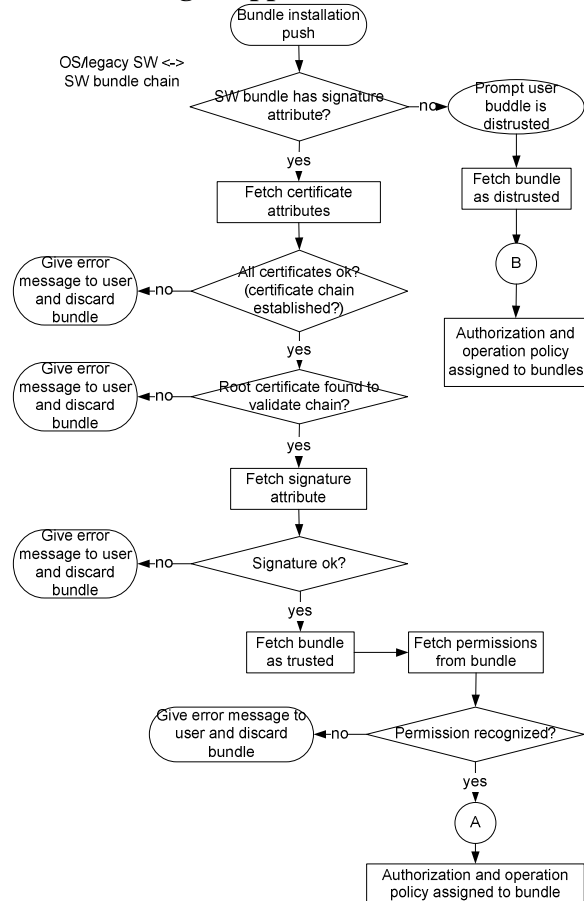 Bundle installation
push
OS/legacy SW <->
SW bundle chain
SW bundle has signature
attribute?
no
Prompt user
buddle is
distrusted
yes
Fetch certificate
attributes
Fetch bundle
as distrusted
Give error
message to user
and discard
bundle
no
All certificates ok?
(certificate chain
established?)
B
yes
Authorization and
operation policy
assigned to bundles
Give error
message to user
and discard
bundle
no
Root certificate found to
validate chain?
yes
Fetch signature
attribute
Give error
message to user
and discard
bundle
no
Signature ok?
yes
Fetch bundle
as trusted
Fetch permissions
from bundle
Give error message to
user and discard
bundle
no
Permission recognized?
yes
A
Authorization and operation
policy assigned to bundle